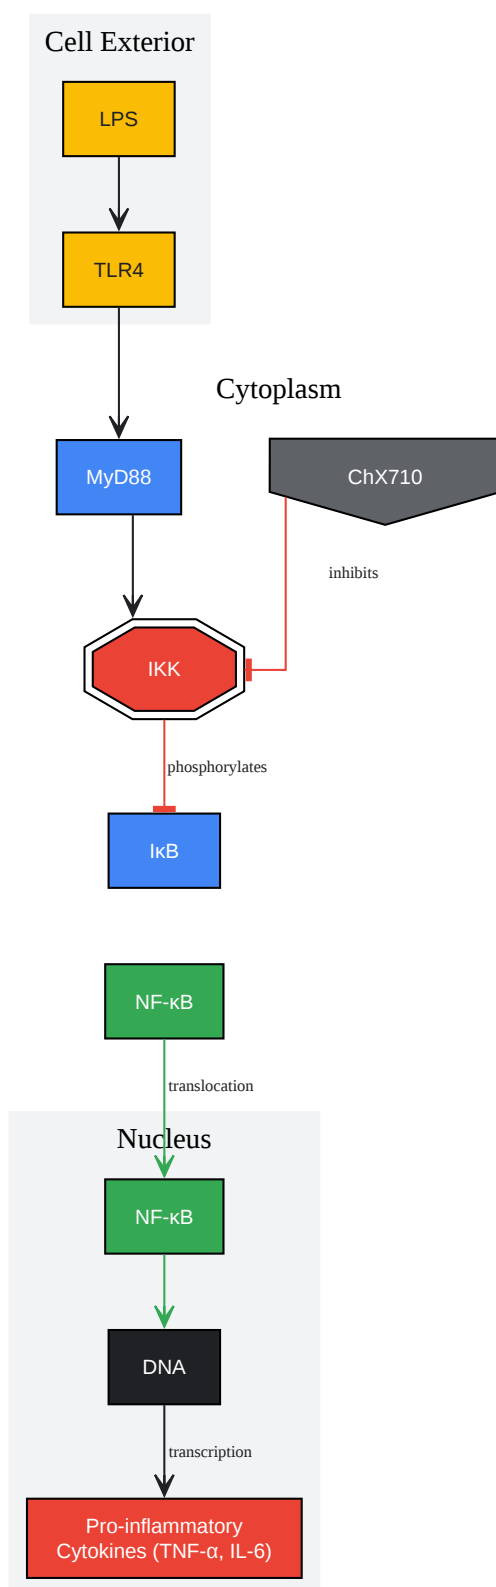 Cell Exterior
LPS
TLR4
Cytoplasm
MyD88
ChX710
inhibits
IKK
phosphorylates
IκB
NF-κB
translocation
Nucleus
NF-κB
DNA
transcription
Pro-inflammatory
Cytokines (TNF-α, IL-6)